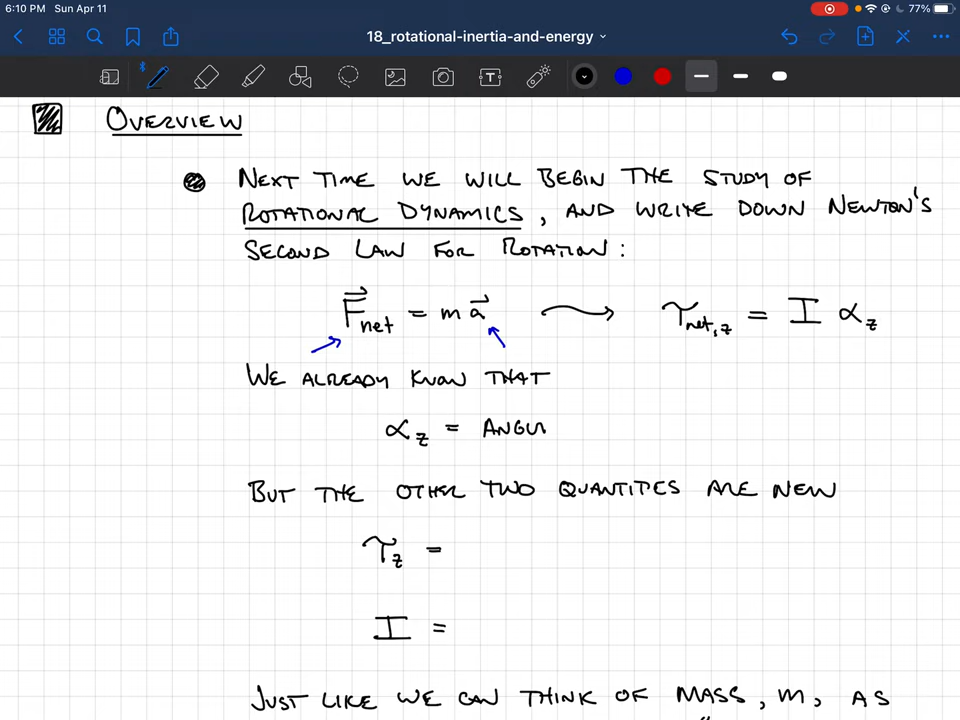 6:10 PM Sun Apr 11
77%
18_rotational-inertia-and-energy
T
OVERVIEW
NEXT TIME WE WILL BEGIN THE STUDY OF
ROTATIONAL DYNAMICS, AND WRITE DOWN NEWTON'S
SECOND LAW FOR ROTATION:
F⃗net = m a⃗ → τnet,z = I αz
WE ALREADY KNOW THAT
αz = ANGU
BUT THE OTHER TWO QUANTITES ARE NEW
τz =
I =
JUST LIKE WE CAN THINK OF MASS, m, AS